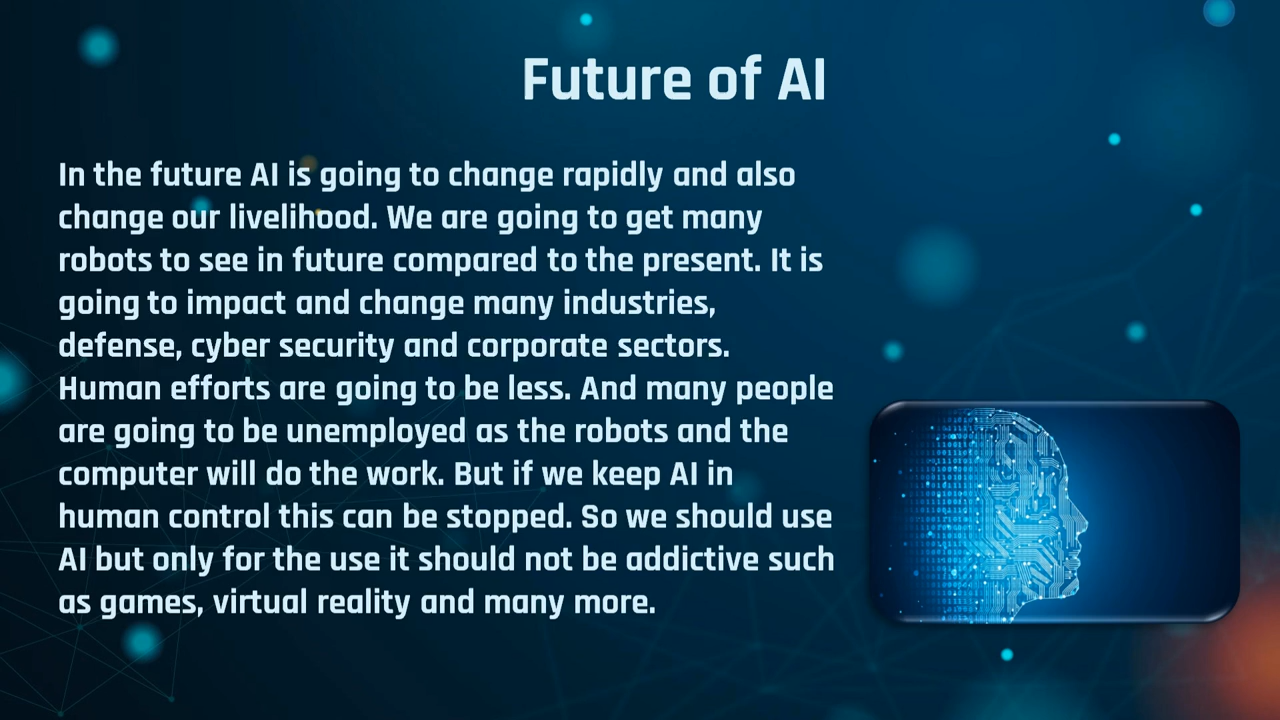 Future of AI
In the future AI is going to change rapidly and also
change our livelihood. We are going to get many
robots to see in future compared to the present. It is
going to impact and change many industries,
defense, cyber security and corporate sectors.
Human efforts are going to be less. And many people
are going to be unemployed as the robots and the
computer will do the work. But if we keep AI in
human control this can be stopped. So we should use
AI but only for the use it should not be addictive such
as games, virtual reality and many more.